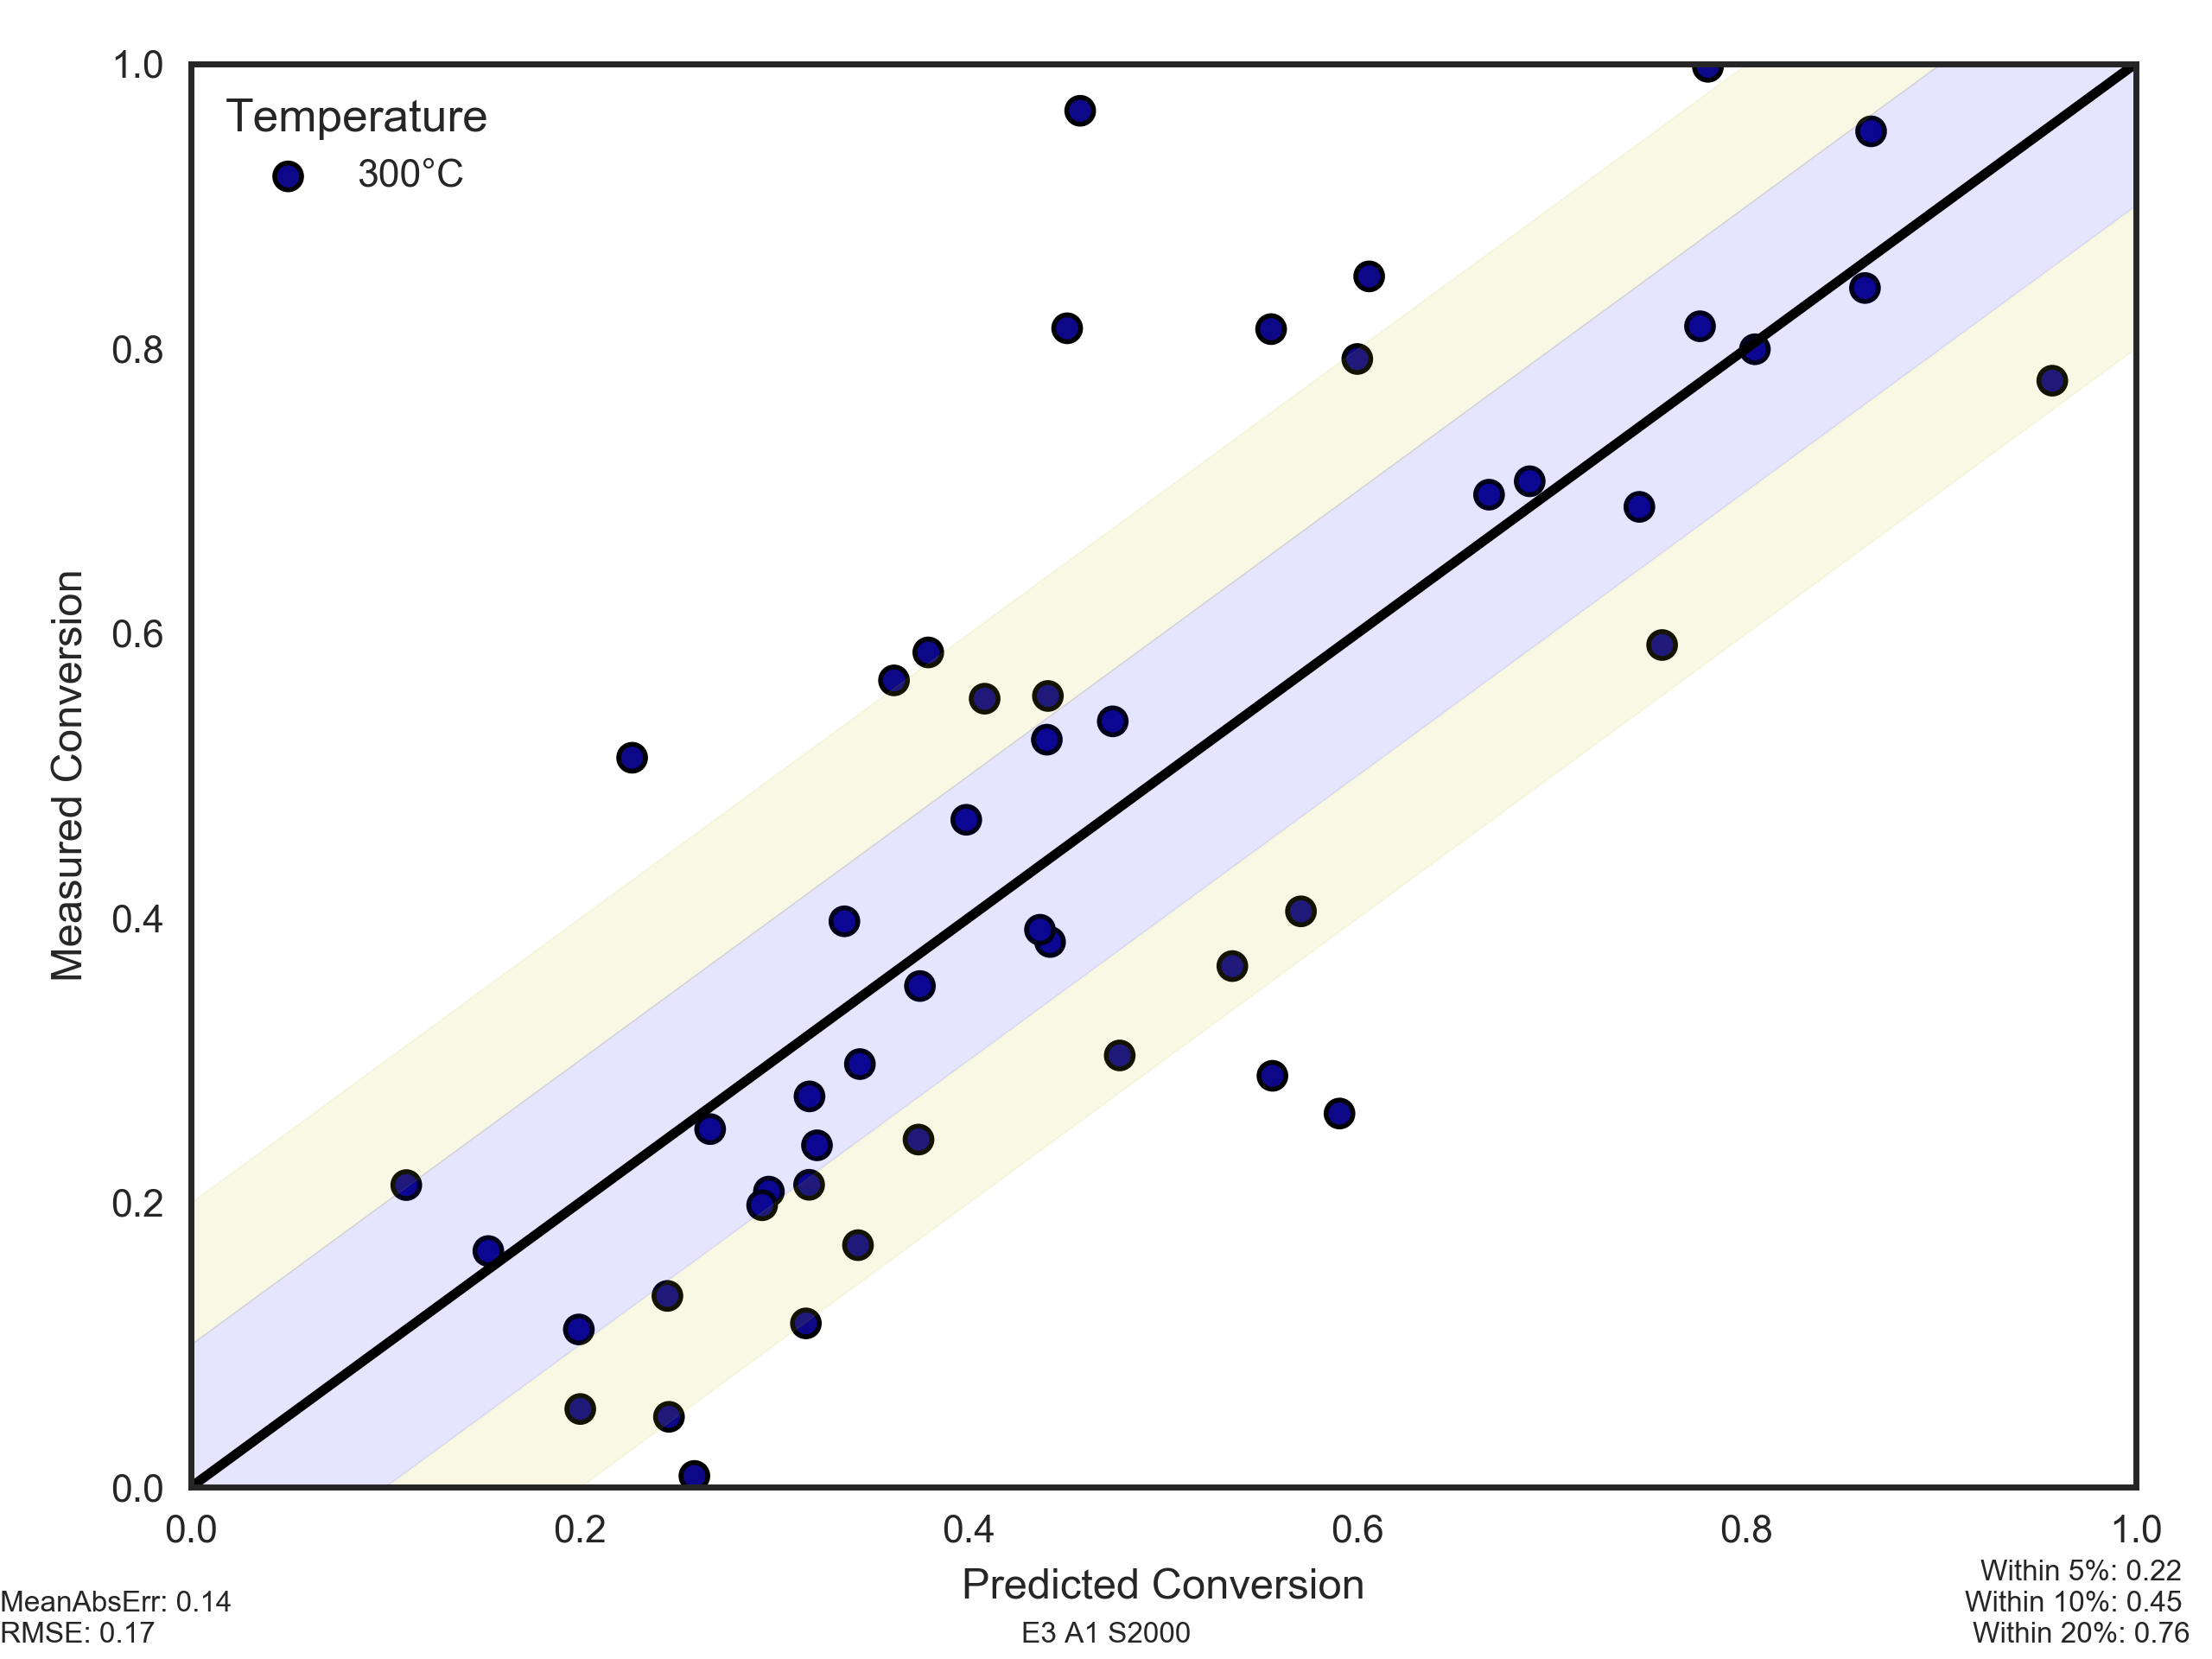 Temperature
300°C
1.0
0.8
0.6
0.4
0.2
0.0
Measured Conversion
0.0 0.2 0.4 0.6 0.8 1.0
Predicted Conversion
E3 A1 S2000
MeanAbsErr: 0.14
RMSE: 0.17
Within 5%: 0.22
Within 10%: 0.45
Within 20%: 0.76